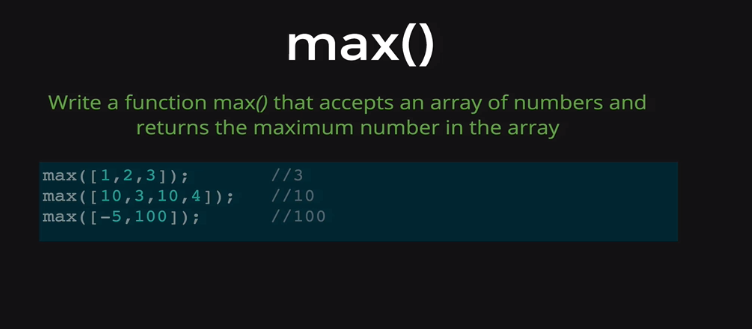 max()
Write a function max() that accepts an array of numbers and
returns the maximum number in the array
max([1,2,3]); //3
max([10,3,10,4]); //10
max([-5,100]); //100